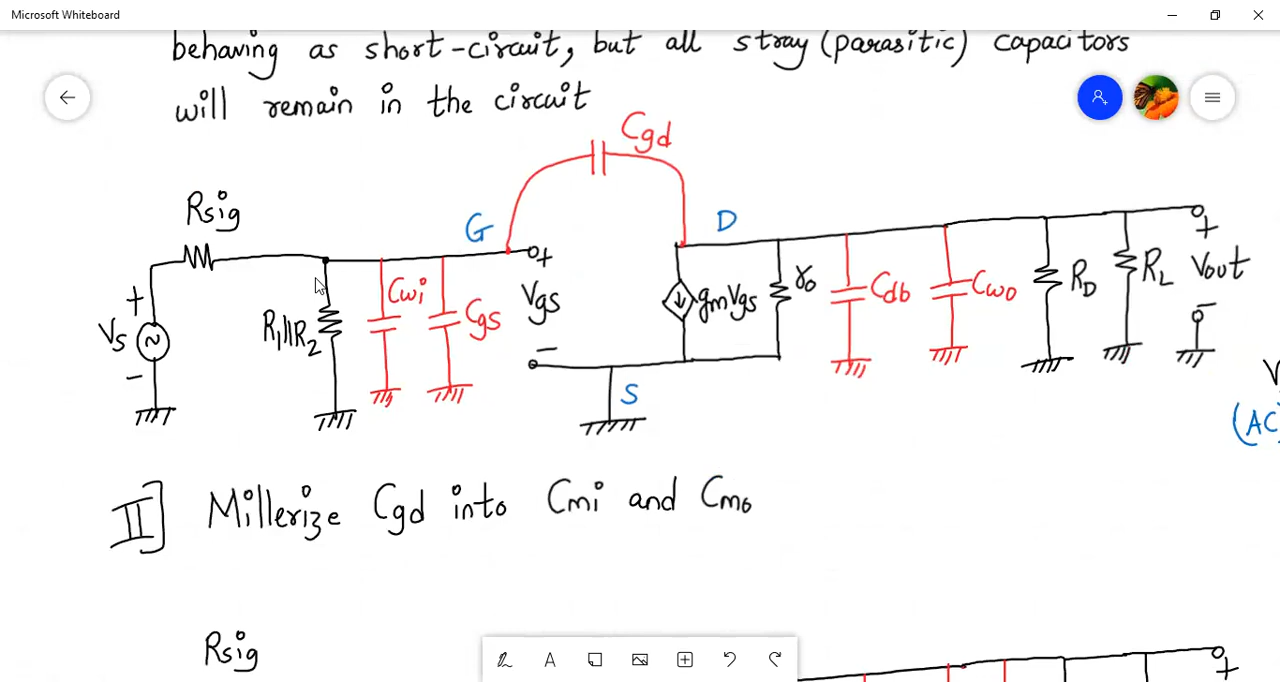 Microsoft Whiteboard
behaving as short-circuit, but all stray (parasitic) capacitors
will remain in the circuit
Cgd
Rsig
G
D
+
Vs
-
R1||R2
Cwi
Cgs
+
Vgs
-
S
gmVgs
ro
Cdb
Cwo
RD
RL
+
Vout
-
V
(AC
II] Millerize Cgd into Cmi and Cmo
Rsig
+
A